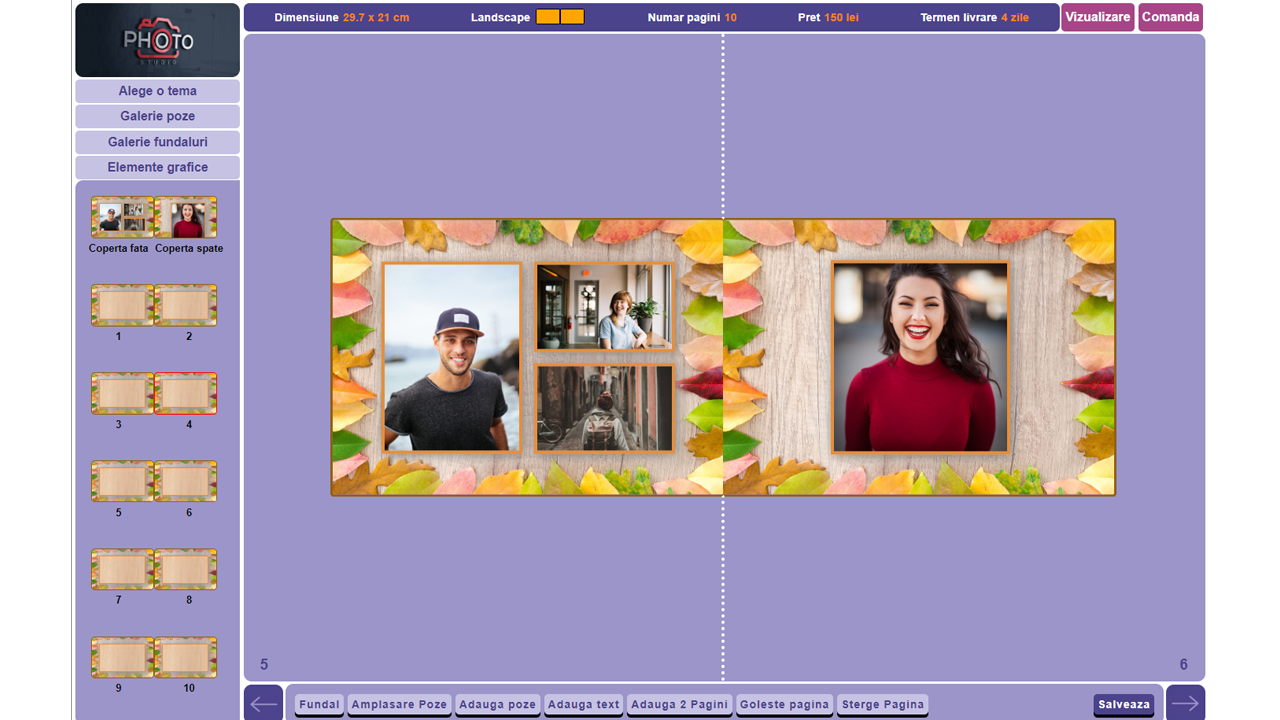 PHOTO
STUDIO
Dimensiune 29.7 x 21 cm
Landscape
Numar pagini 10
Pret 150 lei
Termen livrare 4 zile
Vizualizare
Comanda
Alege o tema
Galerie poze
Galerie fundaluri
Elemente grafice
Coperta fata Coperta spate
1 2
3 4
5 6
7 8
9 10
5
6
Fundal
Amplasare Poze
Adauga poze
Adauga text
Adauga 2 Pagini
Goleste pagina
Sterge Pagina
Salveaza